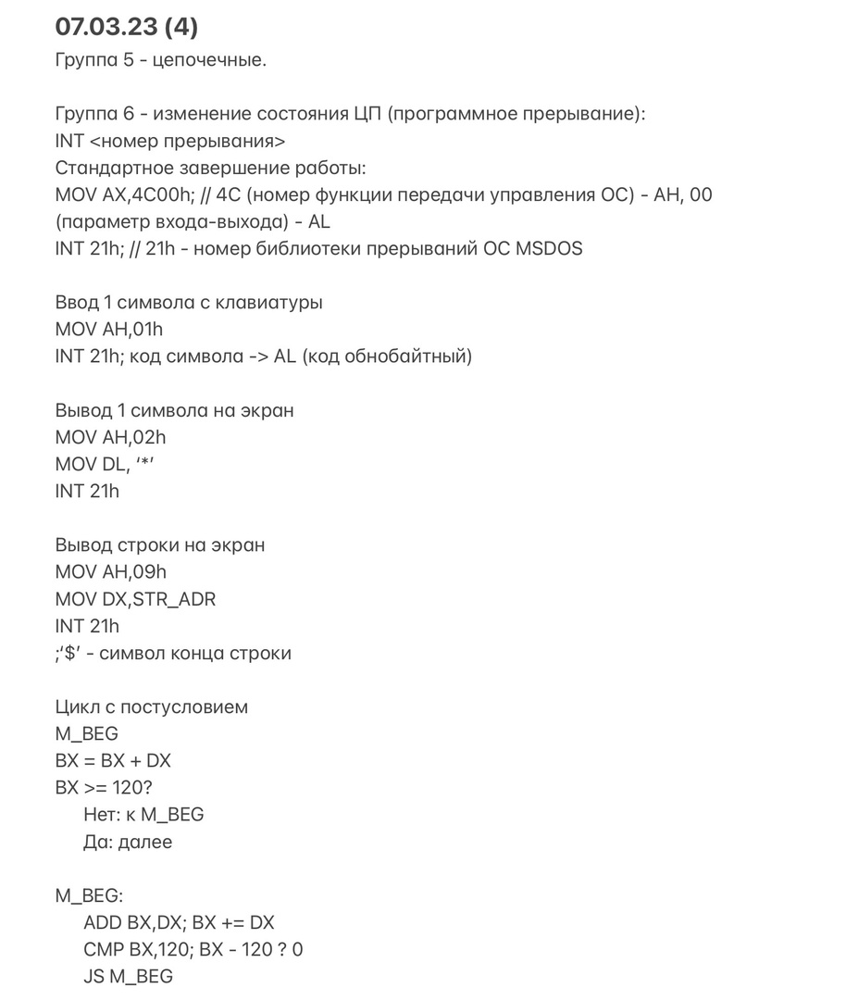 07.03.23 (4)
Группа 5 - цепочечные.
Группа 6 - изменение состояния ЦП (программное прерывание):
INT <номер прерывания>
Стандартное завершение работы:
MOV AX,4C00h; // 4C (номер функции передачи управления ОС) - AH, 00
(параметр входа-выхода) - AL
INT 21h; // 21h - номер библиотеки прерываний ОС MSDOS
Ввод 1 символа с клавиатуры
MOV AH,01h
INT 21h; код символа -> AL (код обнобайтный)
Вывод 1 символа на экран
MOV AH,02h
MOV DL, ‘*’
INT 21h
Вывод строки на экран
MOV AH,09h
MOV DX,STR_ADR
INT 21h
;‘$’ - символ конца строки
Цикл с постусловием
M_BEG
BX = BX + DX
BX >= 120?
Нет: к M_BEG
Да: далее
M_BEG:
ADD BX,DX; BX += DX
CMP BX,120; BX - 120 ? 0
JS M_BEG